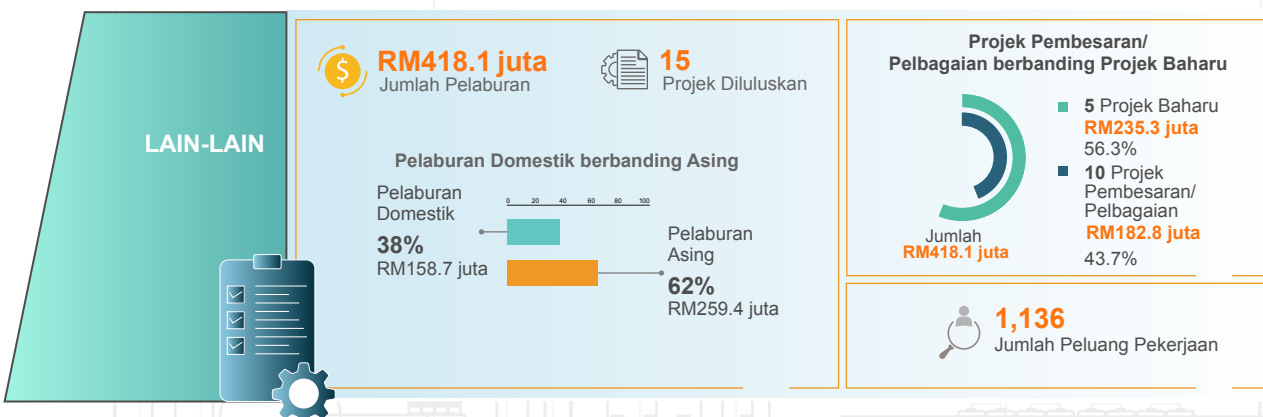 LAIN-LAIN
RM418.1 juta
Jumlah Pelaburan
15
Projek Diluluskan
Pelaburan Domestik berbanding Asing
Pelaburan
Domestik
38%
RM158.7 juta
0 20 40 60 80 100
Pelaburan
Asing
62%
RM259.4 juta
Projek Pembesaran/
Pelbagaian berbanding Projek Baharu
Jumlah
RM418.1 juta
5 Projek Baharu
RM235.3 juta
56.3%
10 Projek
Pembesaran/
Pelbagaian
RM182.8 juta
43.7%
1,136
Jumlah Peluang Pekerjaan